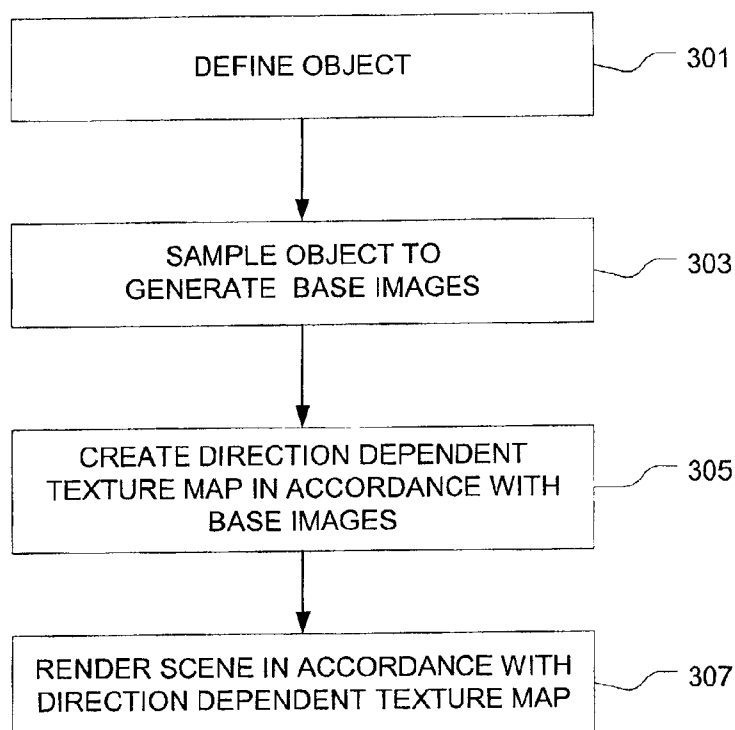 DEFINE OBJECT
301
SAMPLE OBJECT TO
GENERATE BASE IMAGES
303
CREATE DIRECTION DEPENDENT
TEXTURE MAP IN ACCORDANCE WITH
BASE IMAGES
305
RENDER SCENE IN ACCORDANCE WITH
DIRECTION DEPENDENT TEXTURE MAP
307